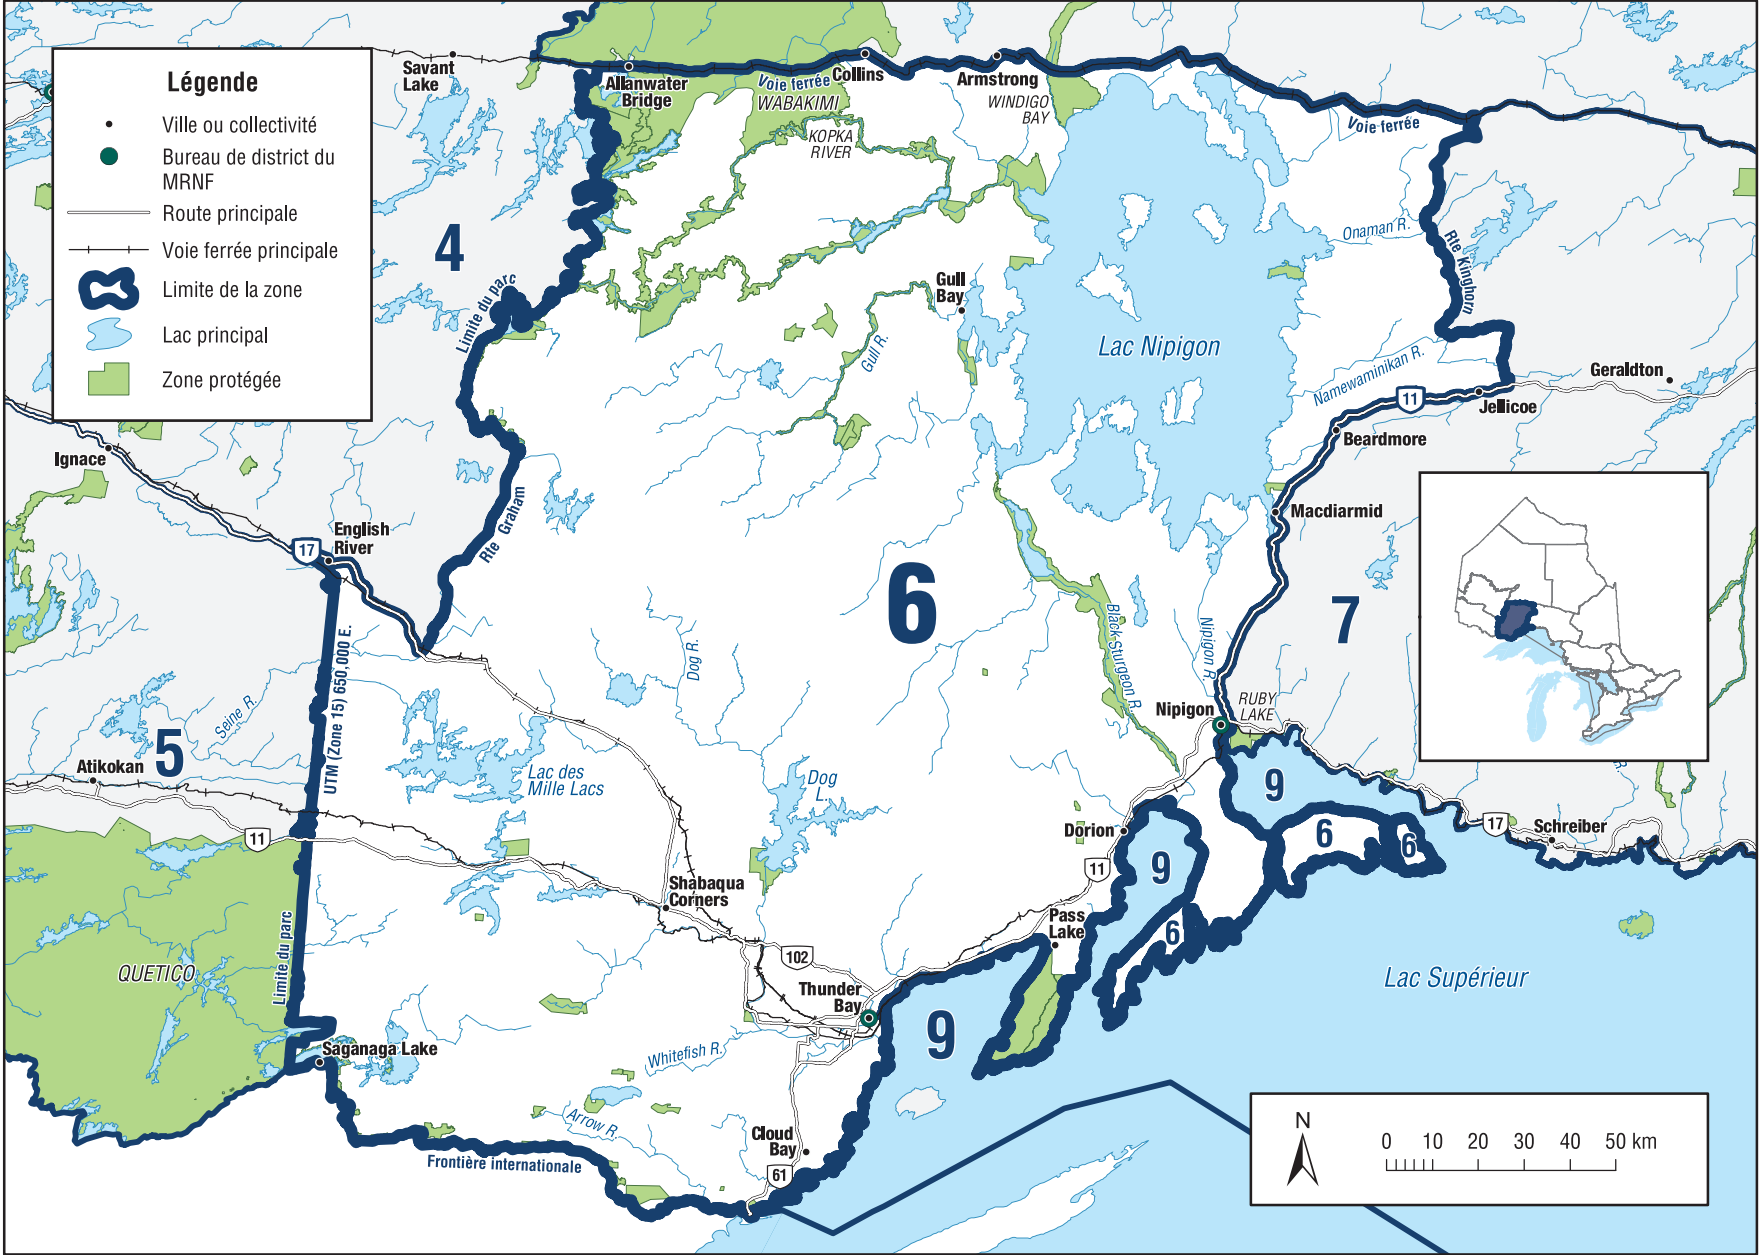 Légende
Ville ou collectivité
Bureau de district du
MRNF
Route principale
Voie ferrée principale
Limite de la zone
Lac principal
Zone protégée
Savant
Lake
Allanwater
Bridge
Voie ferrée
Collins
WABAKIMI
Armstrong
WINDIGO
BAY
KOPKA
RIVER
Voie ferrée
4
Limite du parc
Onaman R.
Rte Kinghorn
Gull
Bay
Gull R.
Lac Nipigon
Namewaminikan R.
Geraldton
11
Jellicoe
Beardmore
Ignace
Macdiarmid
English
River
17
Rte Graham
6
7
UTM (Zone 15) 650,000 E.
Dog R.
Black Sturgeon R.
Nipigon R.
Seine R.
5
Atikokan
Nipigon
RUBY
LAKE
Lac des
Mille Lacs
Dog
L.
9
R.
11
Dorion
6
6
17
Schreiber
9
11
Shabaqua
Corners
Pass
Lake
6
102
QUETICO
Limite du parc
Lac Supérieur
Thunder
Bay
9
Saganaga Lake
Whitefish R.
Arrow R.
Cloud
Bay
61
Frontière internationale
N
0 10 20 30 40 50 km